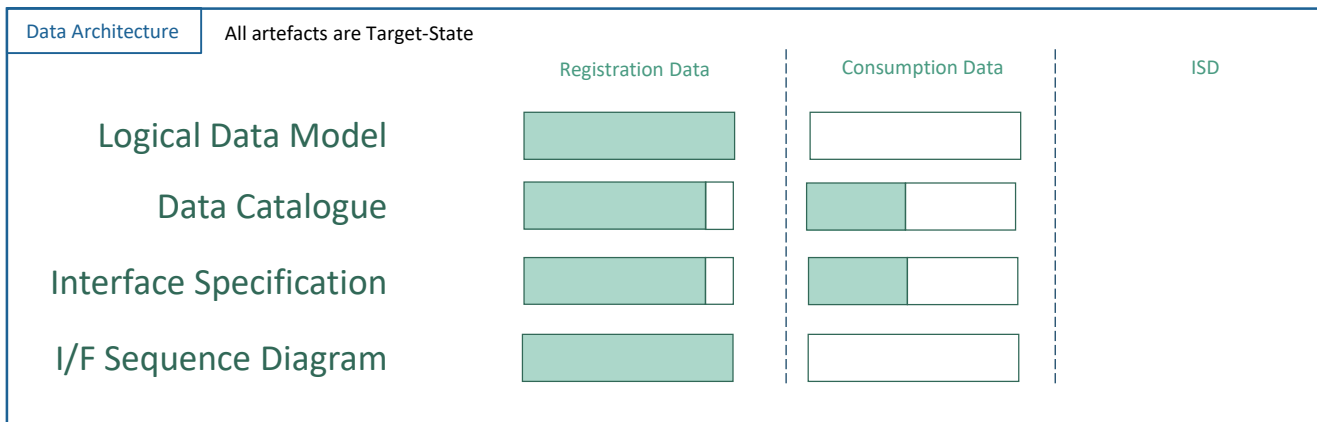 Data Architecture
All artefacts are Target-State
Registration Data
Consumption Data
ISD
Logical Data Model
Data Catalogue
Interface Specification
I/F Sequence Diagram